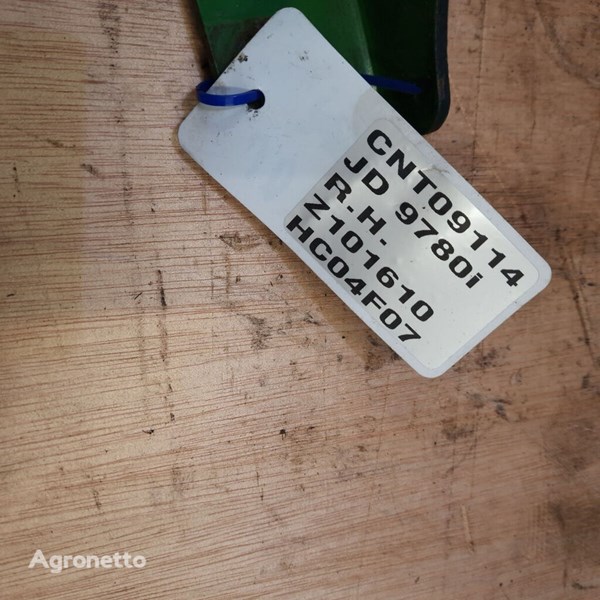 CNT09114
JD 9780i
R.H.
Z101610
HC04F07
Agronetto